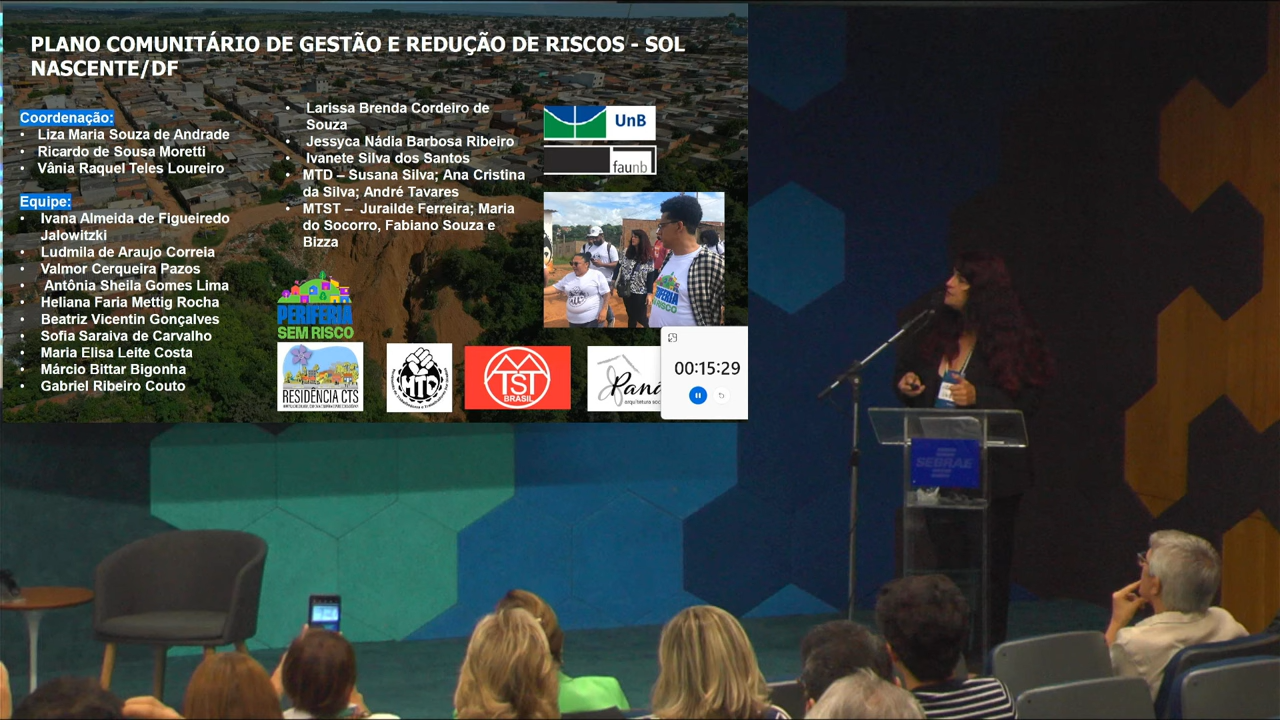 PLANO COMUNITÁRIO DE GESTÃO E REDUÇÃO DE RISCOS - SOL
NASCENTE/DF
Coordenação:
• Liza Maria Souza de Andrade
• Ricardo de Sousa Moretti
• Vânia Raquel Teles Loureiro
Equipe:
• Ivana Almeida de Figueiredo
Jalowitzki
• Ludmila de Araujo Correia
• Valmor Cerqueira Pazos
• Antônia Sheila Gomes Lima
• Heliana Faria Mettig Rocha
• Beatriz Vicentin Gonçalves
• Sofia Saraiva de Carvalho
• Maria Elisa Leite Costa
• Márcio Bittar Bigonha
• Gabriel Ribeiro Couto
• Larissa Brenda Cordeiro de
Souza
• Jessyca Nádia Barbosa Ribeiro
• Ivanete Silva dos Santos
• MTD – Susana Silva; Ana Cristina
da Silva; André Tavares
• MTST – Jurailde Ferreira; Maria
do Socorro, Fabiano Souza e
Bizza
UnB
faunb
PERIFERIA
SEM RISCO
RESIDÊNCIA CTS
MTD
MTST
BRASIL
00:15:29
SEBRAE